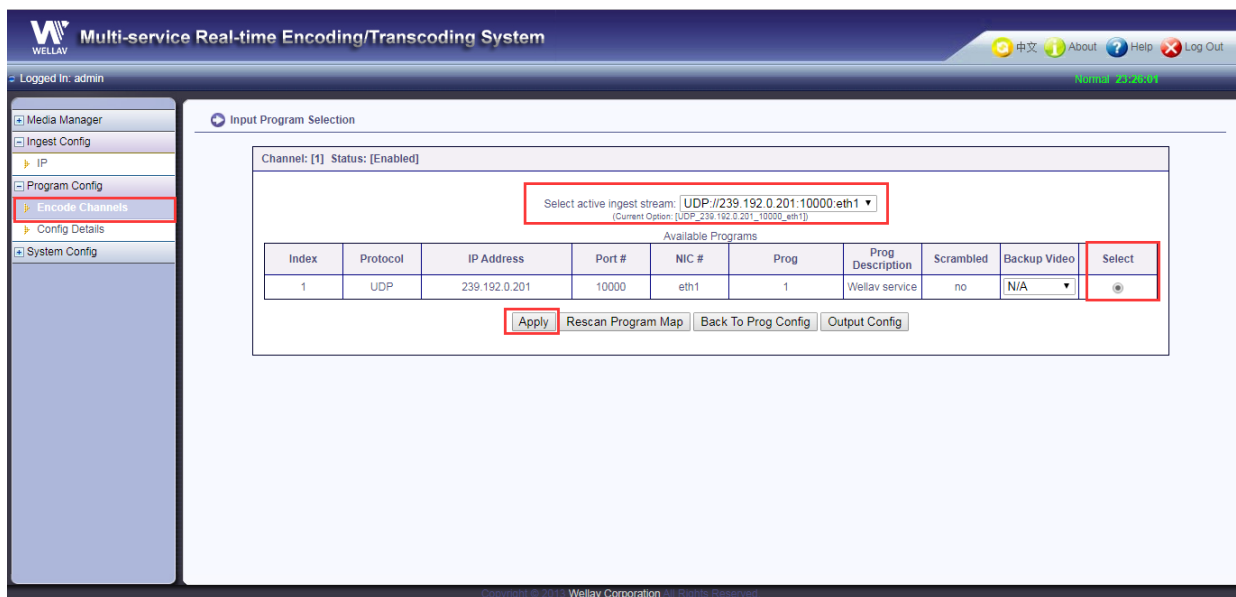 WELLAV
Multi-service Real-time Encoding/Transcoding System
中文 About Help Log Out
Logged In: admin
Normal 23:26:01
Media Manager
Ingest Config
IP
Program Config
Encode Channels
Config Details
System Config
Input Program Selection
Channel: [1] Status: [Enabled]
Select active ingest stream: UDP://239.192.0.201:10000:eth1
(Current Option: [UDP_239.192.0.201_10000_eth1])
Available Programs
Index Protocol IP Address Port # NIC # Prog Prog Description Scrambled Backup Video Select
1 UDP 239.192.0.201 10000 eth1 1 Wellav service no N/A
Apply Rescan Program Map Back To Prog Config Output Config
Copyright © 2013 Wellav Corporation All Rights Reserved.